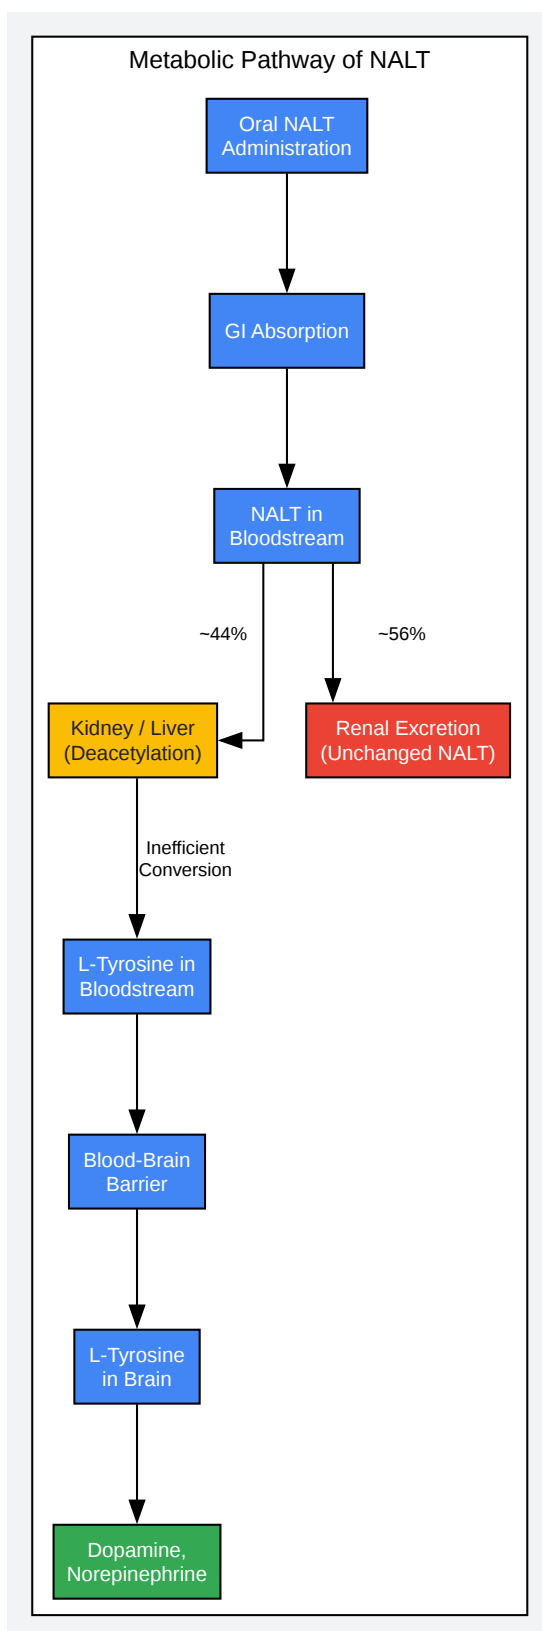 Metabolic Pathway of NALT
Oral NALT
Administration
GI Absorption
NALT in
Bloodstream
~44%
~56%
Kidney / Liver
(Deacetylation)
Renal Excretion
(Unchanged NALT)
Inefficient
Conversion
L-Tyrosine in
Bloodstream
Blood-Brain
Barrier
L-Tyrosine
in Brain
Dopamine,
Norepinephrine